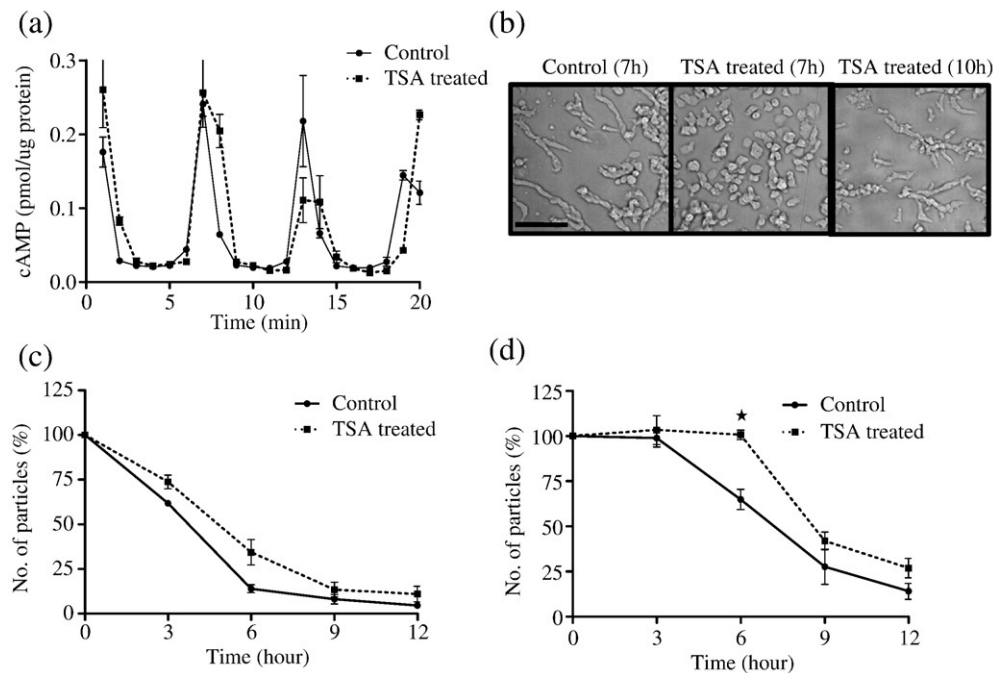 (a)
Control
TSA treated
cAMP (pmol/ug protein)
0.3
0.2
0.1
0.0
0 5 10 15 20
Time (min)
(b)
Control (7h) TSA treated (7h) TSA treated (10h)
(c)
Control
TSA treated
No. of particles (%)
125
100
75
50
25
0
0 3 6 9 12
Time (hour)
(d)
Control
TSA treated
No. of particles (%)
125
100
75
50
25
0
0 3 6 9 12
Time (hour)